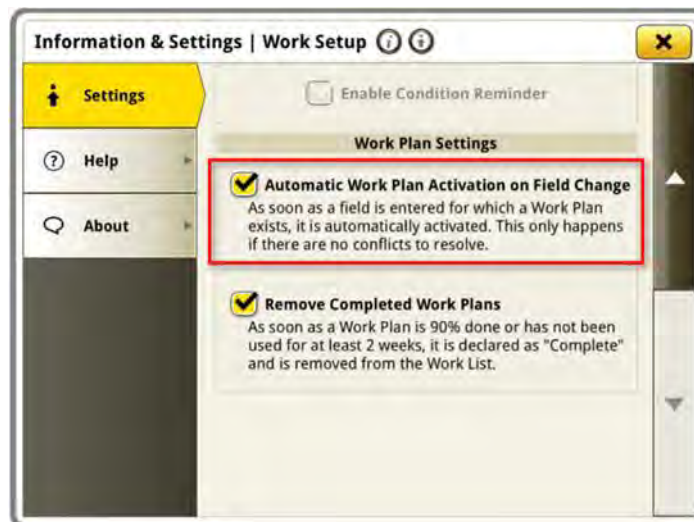 Information & Settings | Work Setup
Settings
Help
About
Enable Condition Reminder
Work Plan Settings
Automatic Work Plan Activation on Field Change
As soon as a field is entered for which a Work Plan
exists, it is automatically activated. This only happens
if there are no conflicts to resolve.
Remove Completed Work Plans
As soon as a Work Plan is 90% done or has not been
used for at least 2 weeks, it is declared as "Complete"
and is removed from the Work List.